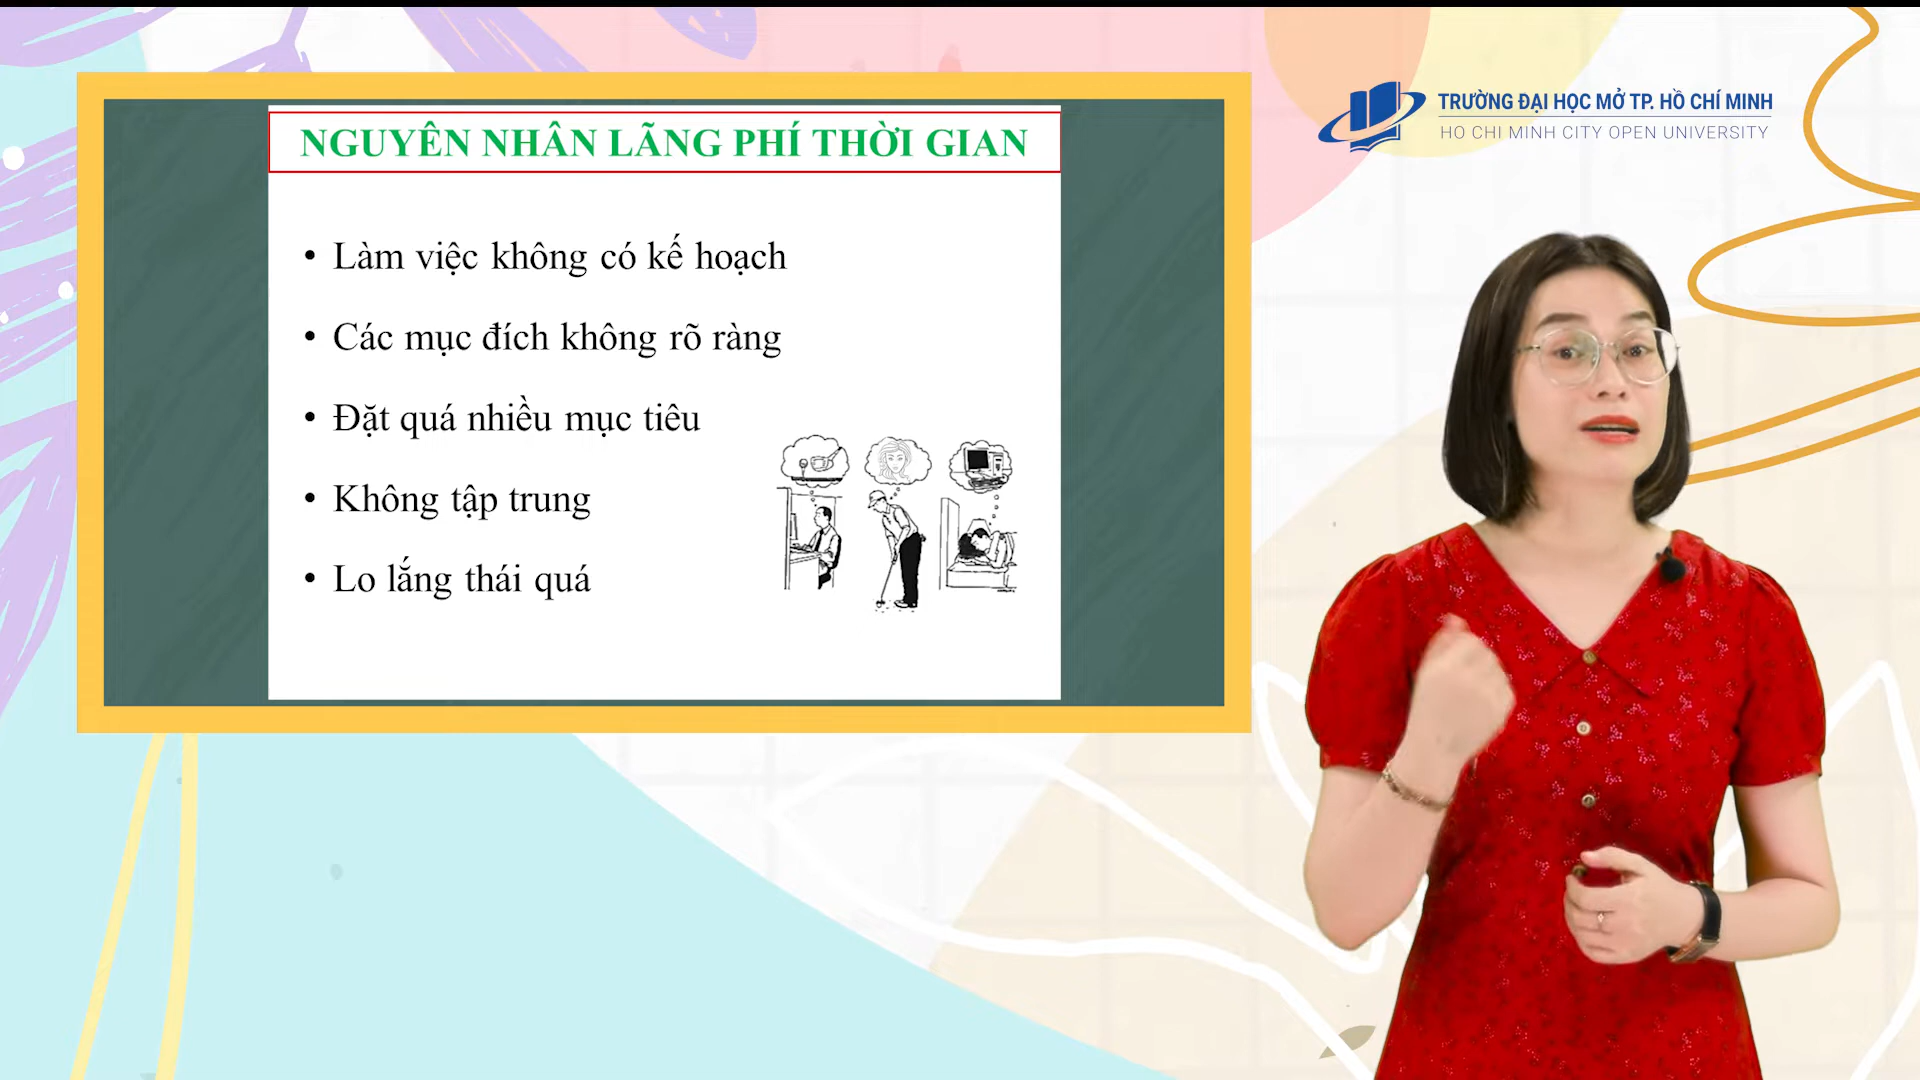 NGUYÊN NHÂN LÃNG PHÍ THỜI GIAN
• Làm việc không có kế hoạch
• Các mục đích không rõ ràng
• Đặt quá nhiều mục tiêu
• Không tập trung
• Lo lắng thái quá
TRƯỜNG ĐẠI HỌC MỞ TP. HỒ CHÍ MINH
HO CHI MINH CITY OPEN UNIVERSITY